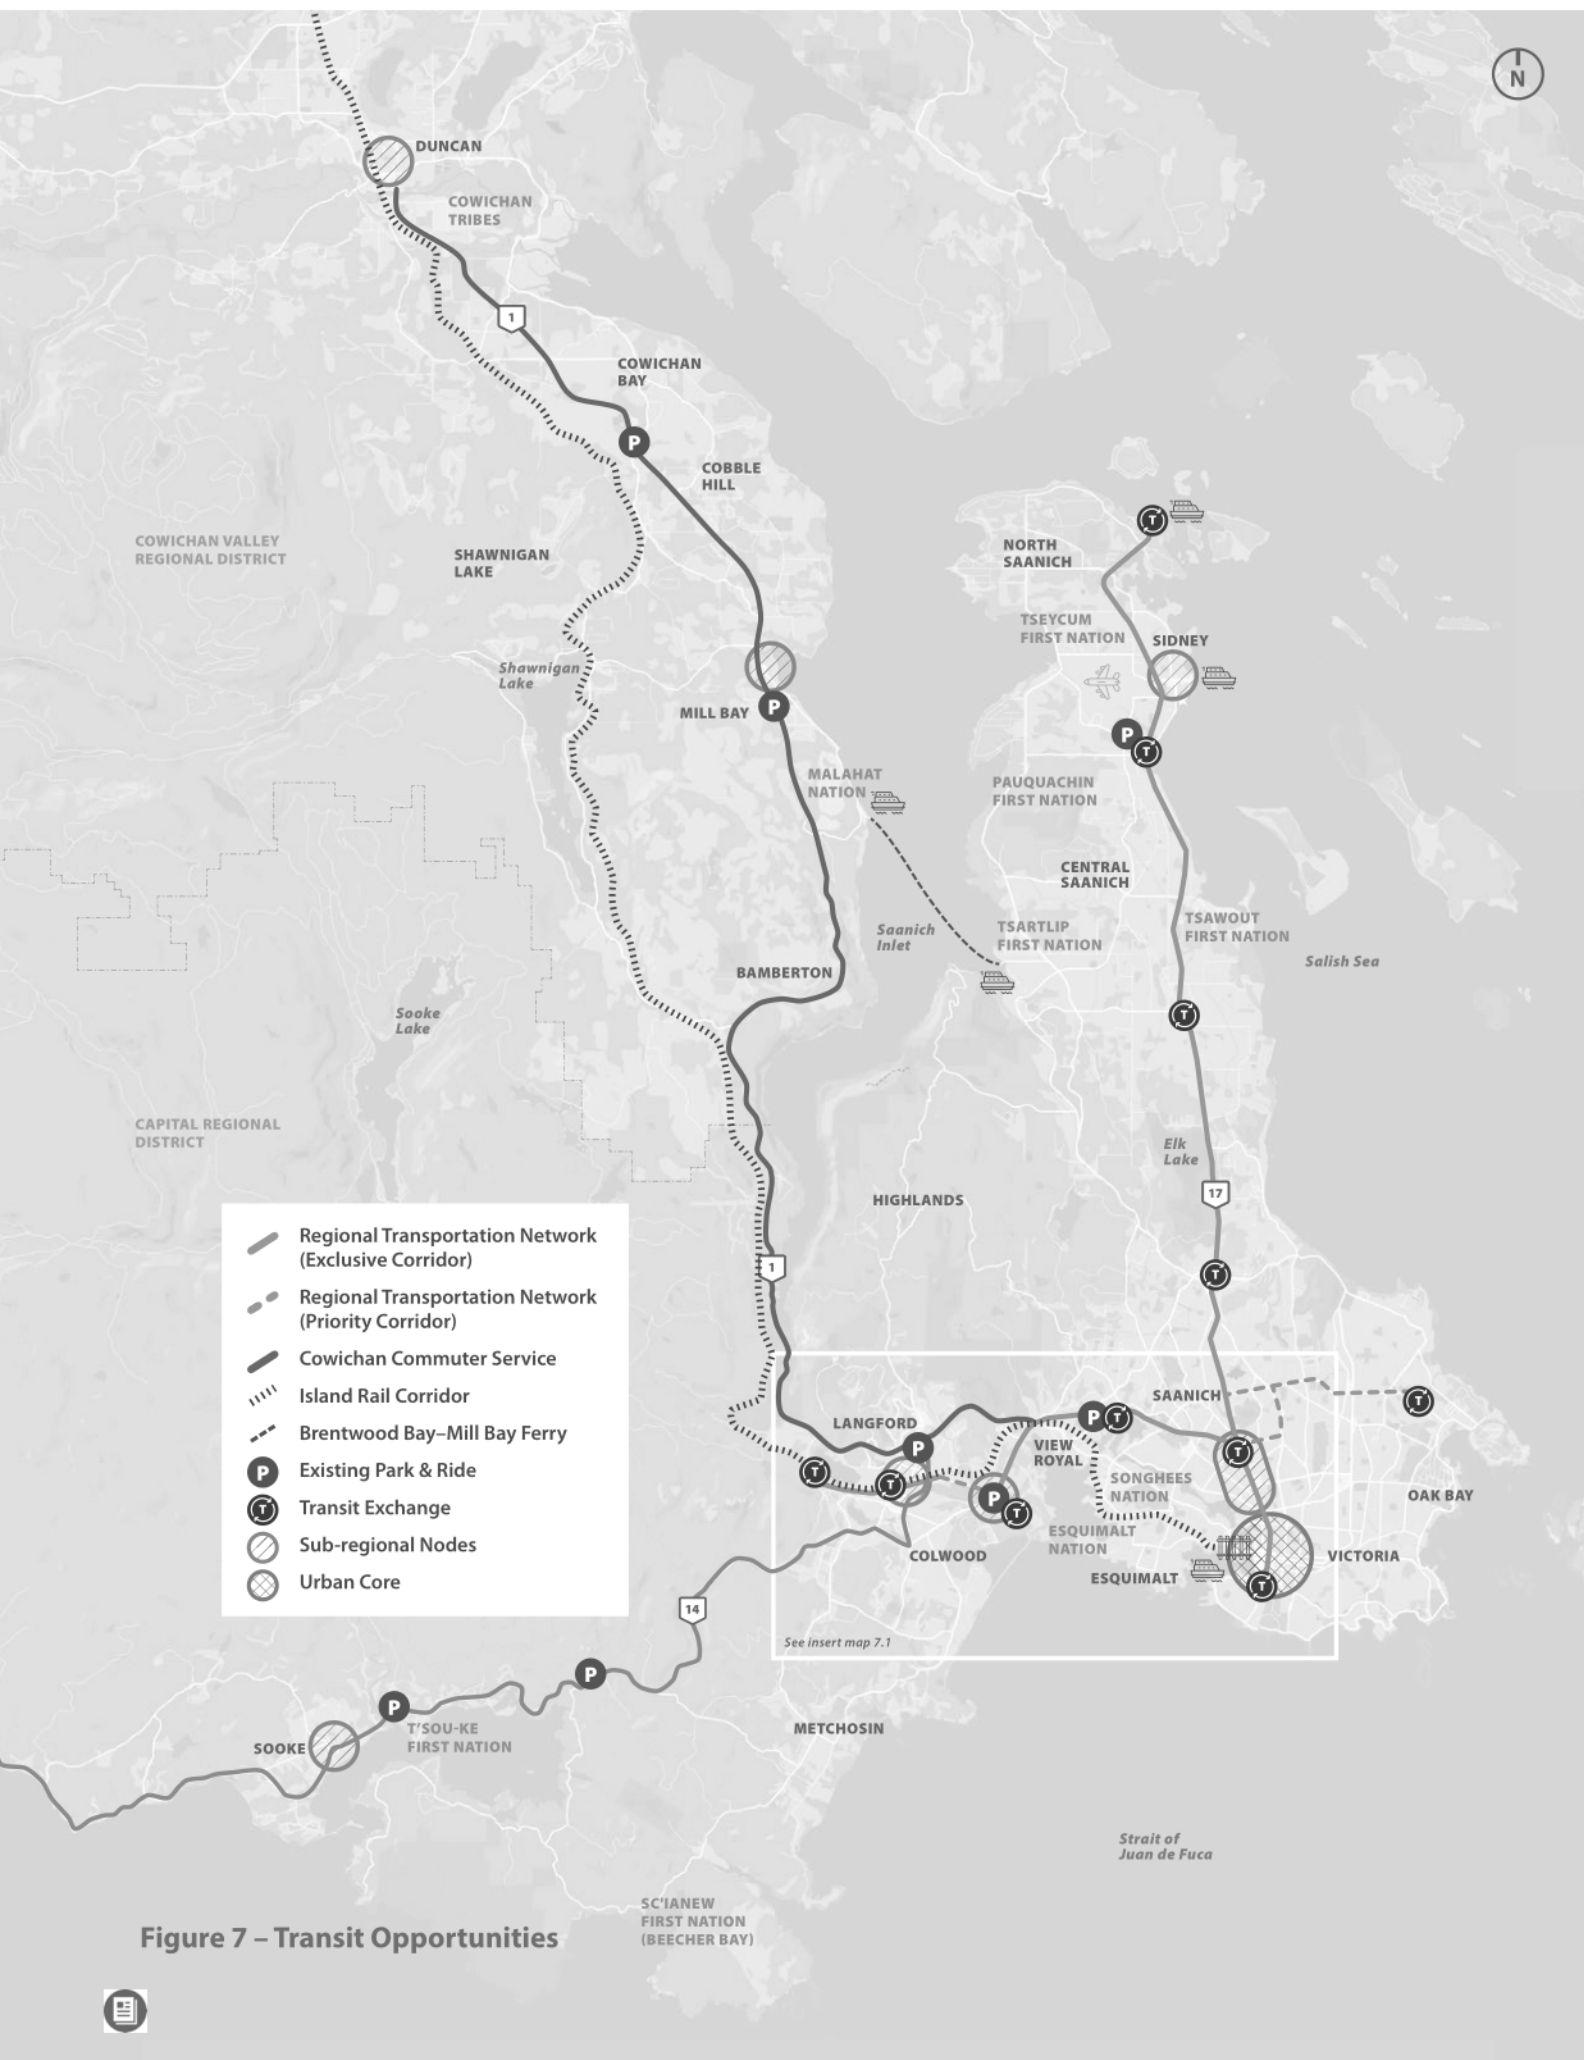 N
DUNCAN
COWICHAN
TRIBES
1
COWICHAN
BAY
P
COBBLE
HILL
COWICHAN VALLEY
REGIONAL DISTRICT
SHAWNIGAN
LAKE
T
NORTH
SAANICH
TSEYCUM
FIRST NATION
SIDNEY
Shawnigan
Lake
MILL BAY
P
P
T
MALAHAT
NATION
PAUQUACHIN
FIRST NATION
CENTRAL
SAANICH
Saanich
Inlet
TSARTLIP
FIRST NATION
TSAWOUT
FIRST NATION
Salish Sea
BAMBERTON
Sooke
Lake
T
CAPITAL REGIONAL
DISTRICT
Elk
Lake
HIGHLANDS
17
1
T
Regional Transportation Network
(Exclusive Corridor)
Regional Transportation Network
(Priority Corridor)
Cowichan Commuter Service
Island Rail Corridor
Brentwood Bay–Mill Bay Ferry
P Existing Park & Ride
T Transit Exchange
Sub-regional Nodes
Urban Core
SAANICH
T
LANGFORD
P
P
T
VIEW
ROYAL
T
T
T
P
T
SONGHEES
NATION
OAK BAY
ESQUIMALT
NATION
COLWOOD
VICTORIA
ESQUIMALT
T
14
See insert map 7.1
P
P
T'SOU-KE
FIRST NATION
SOOKE
METCHOSIN
Strait of
Juan de Fuca
SC'IANEW
FIRST NATION
(BEECHER BAY)
Figure 7 – Transit Opportunities